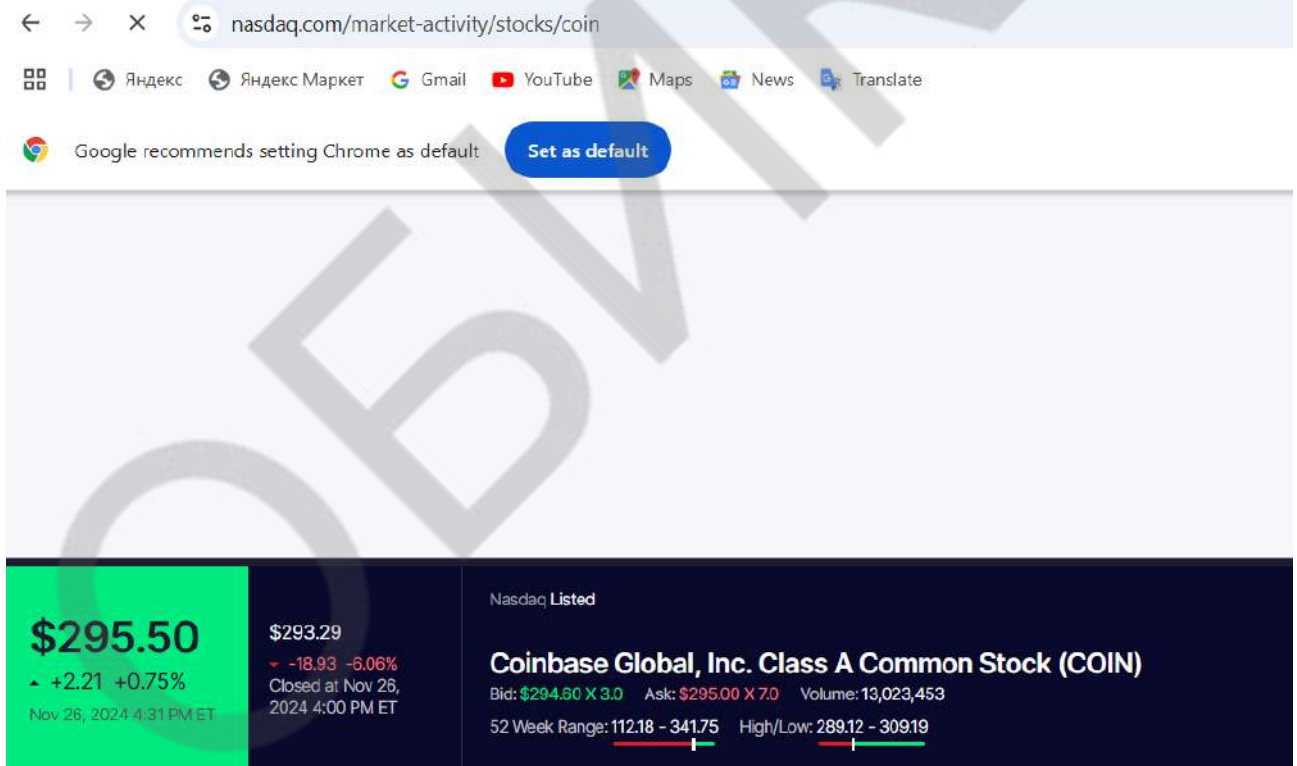 nasdaq.com/market-activity/stocks/coin
Яндекс Яндекс Маркет Gmail YouTube Maps News Translate
Google recommends setting Chrome as default Set as default
Nasdaq Listed
$295.50
+2.21 +0.75%
Nov 26, 2024 4:31 PM ET
$293.29
-18.93 -6.06%
Closed at Nov 26,
2024 4:00 PM ET
Coinbase Global, Inc. Class A Common Stock (COIN)
Bid: $294.60 X 3.0 Ask: $295.00 X 7.0 Volume: 13,023,453
52 Week Range: 112.18 - 341.75 High/Low: 289.12 - 309.19